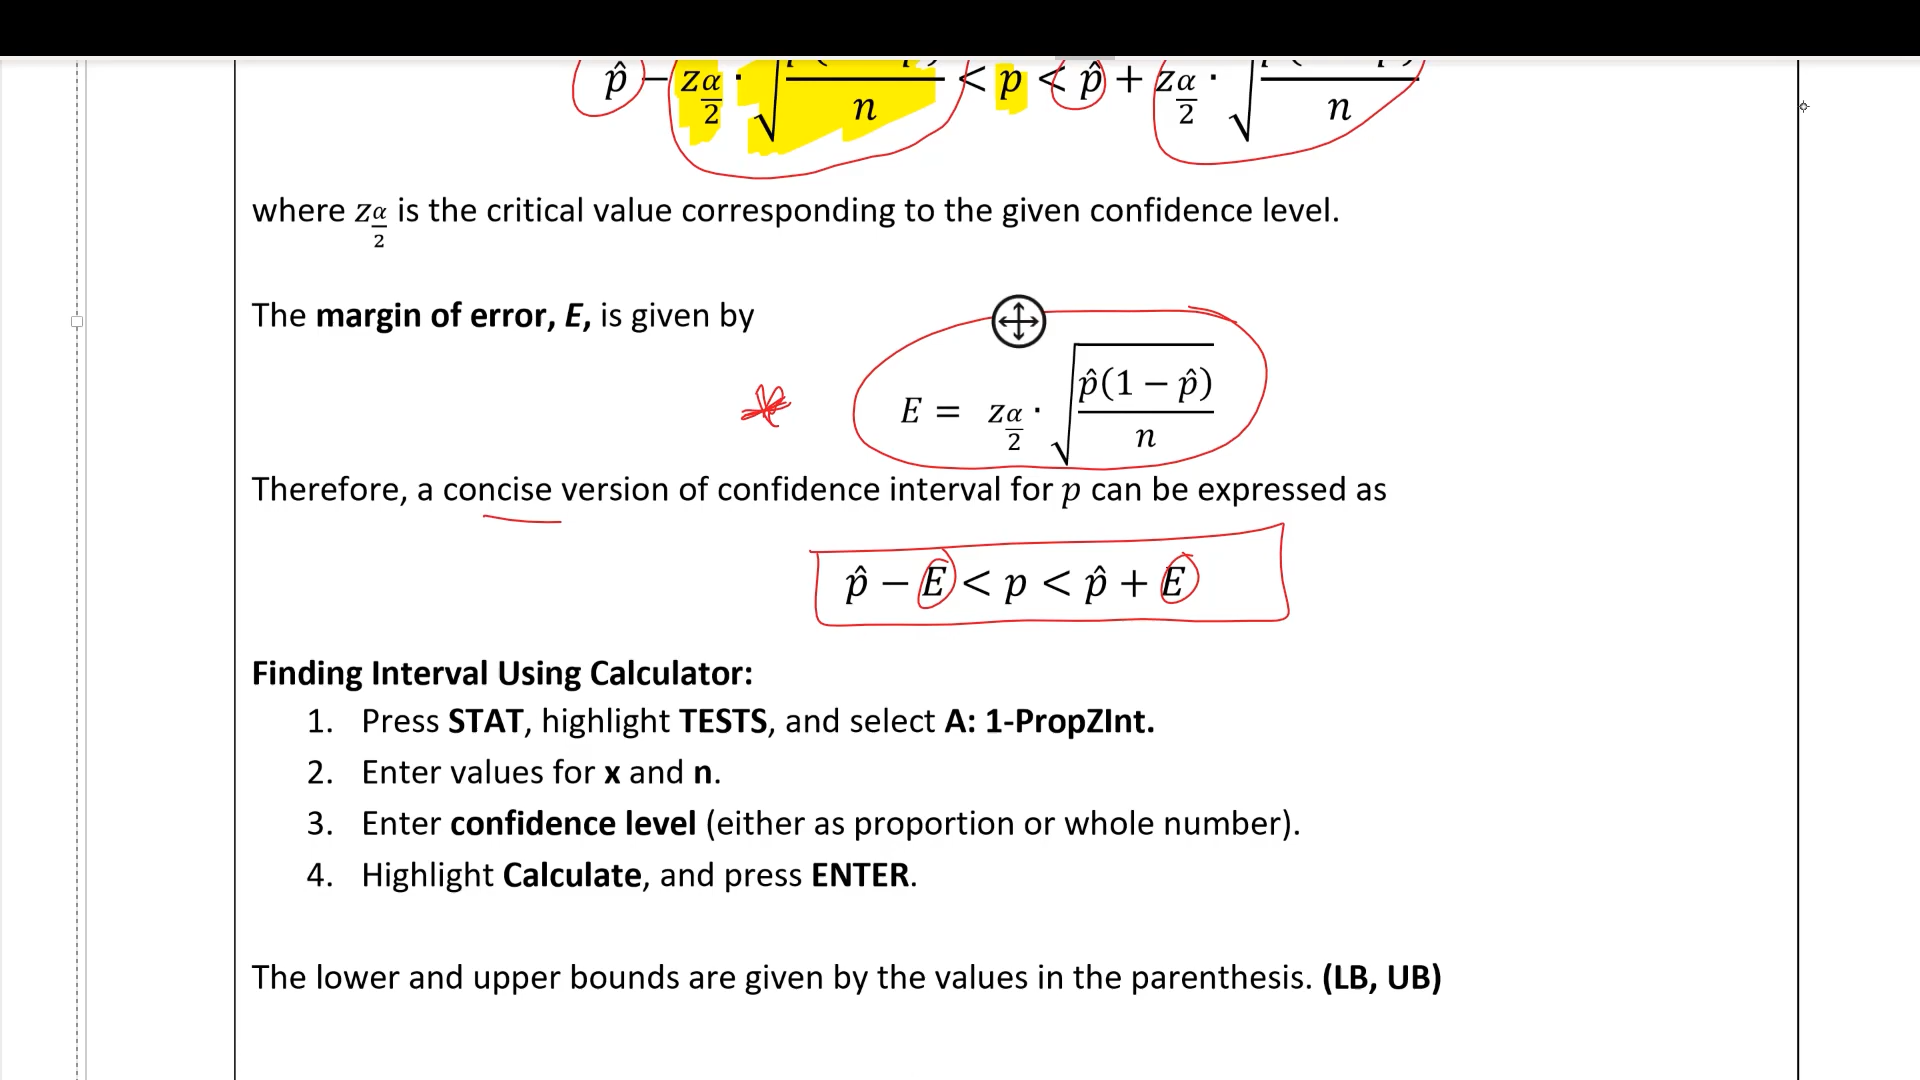 p̂ − z_{α/2} · √( / n) < p < p̂ + z_{α/2} · √( / n)
where z_{α/2} is the critical value corresponding to the given confidence level.
The margin of error, E, is given by
E = z_{α/2} · √(p̂(1 − p̂) / n)
Therefore, a concise version of confidence interval for p can be expressed as
p̂ − E < p < p̂ + E
Finding Interval Using Calculator:
1. Press STAT, highlight TESTS, and select A: 1-PropZInt.
2. Enter values for x and n.
3. Enter confidence level (either as proportion or whole number).
4. Highlight Calculate, and press ENTER.
The lower and upper bounds are given by the values in the parenthesis. (LB, UB)